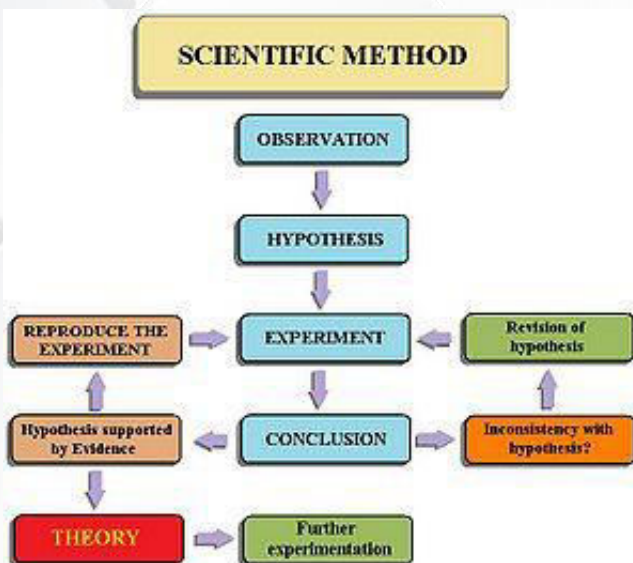 SCIENTIFIC METHOD
OBSERVATION
HYPOTHESIS
REPRODUCE THE
EXPERIMENT
EXPERIMENT
Revision of
hypothesis
Hypothesis supported
by Evidence
CONCLUSION
Inconsistency with
hypothesis?
THEORY
Further
experimentation